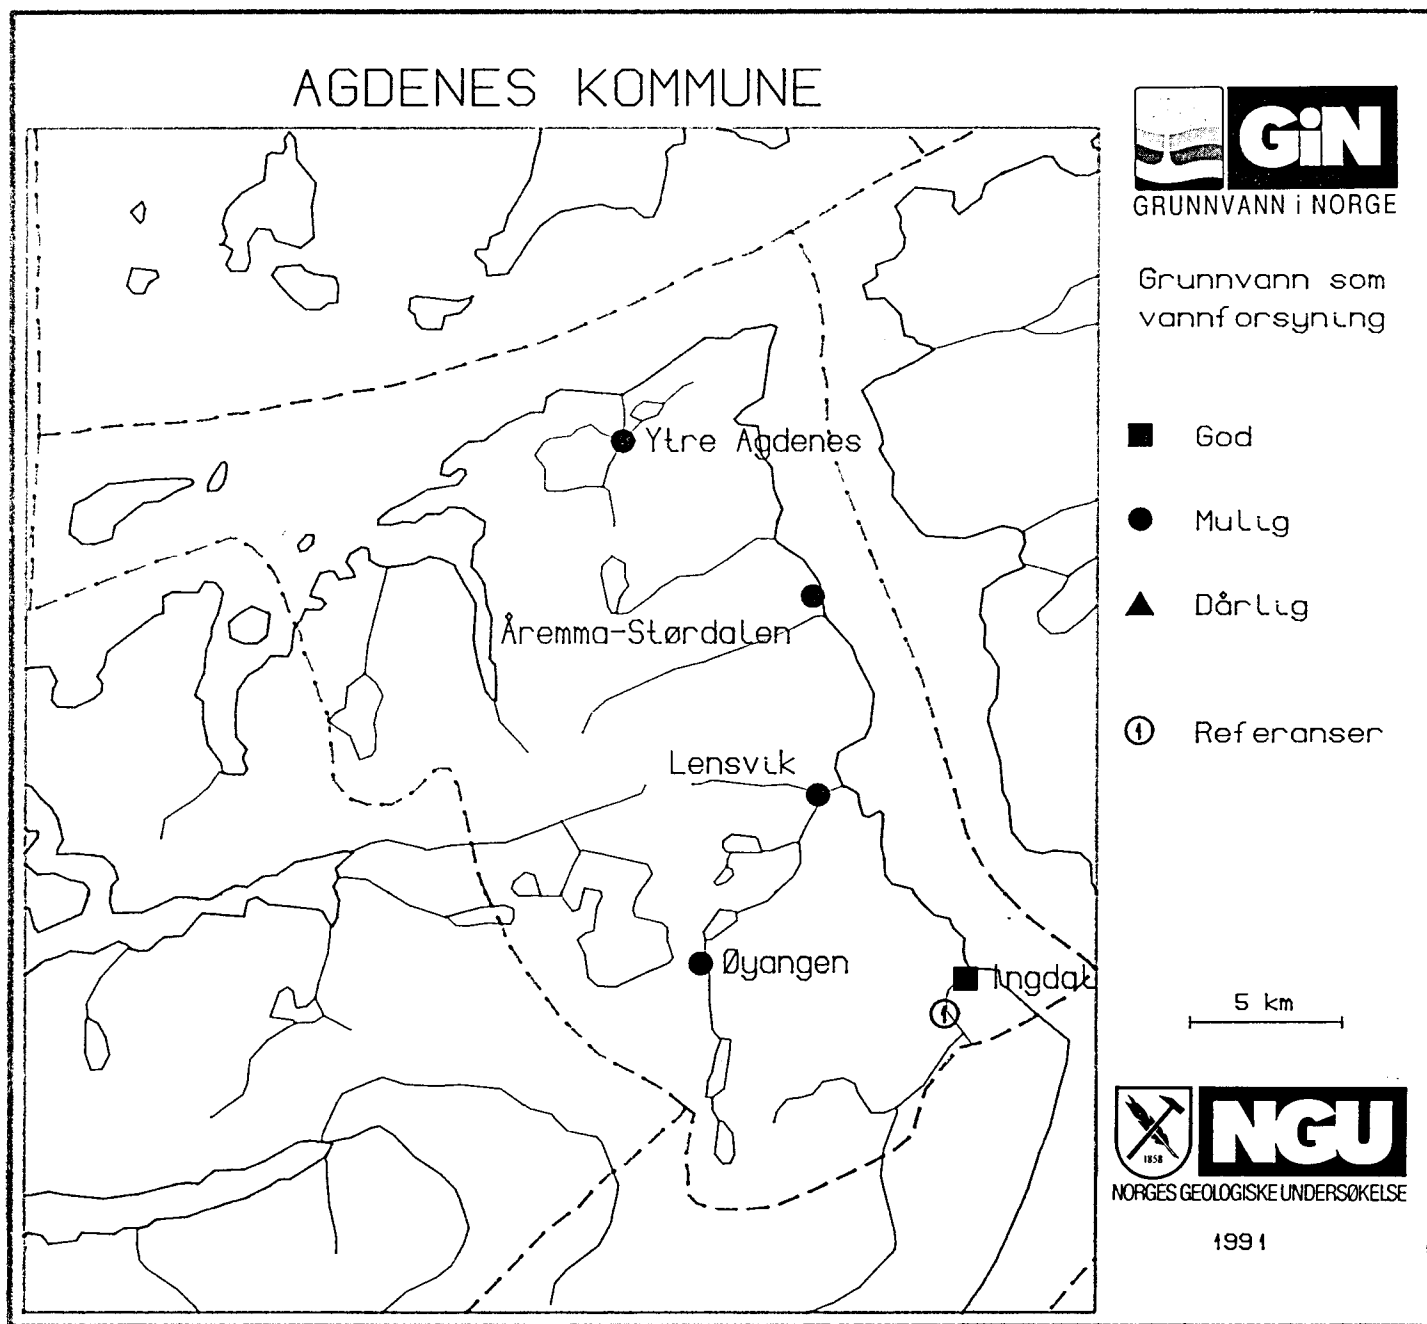 AGDENES KOMMUNE
GiN
GRUNNVANN i NORGE
Grunnvann som
vannforsyning
God
Mulig
Dårlig
1 Referanser
Ytre Agdenes
Åremma-Størdalen
Lensvik
Øyangen
Ingdal
1
5 km
1858
NGU
NORGES GEOLOGISKE UNDERSØKELSE
1991